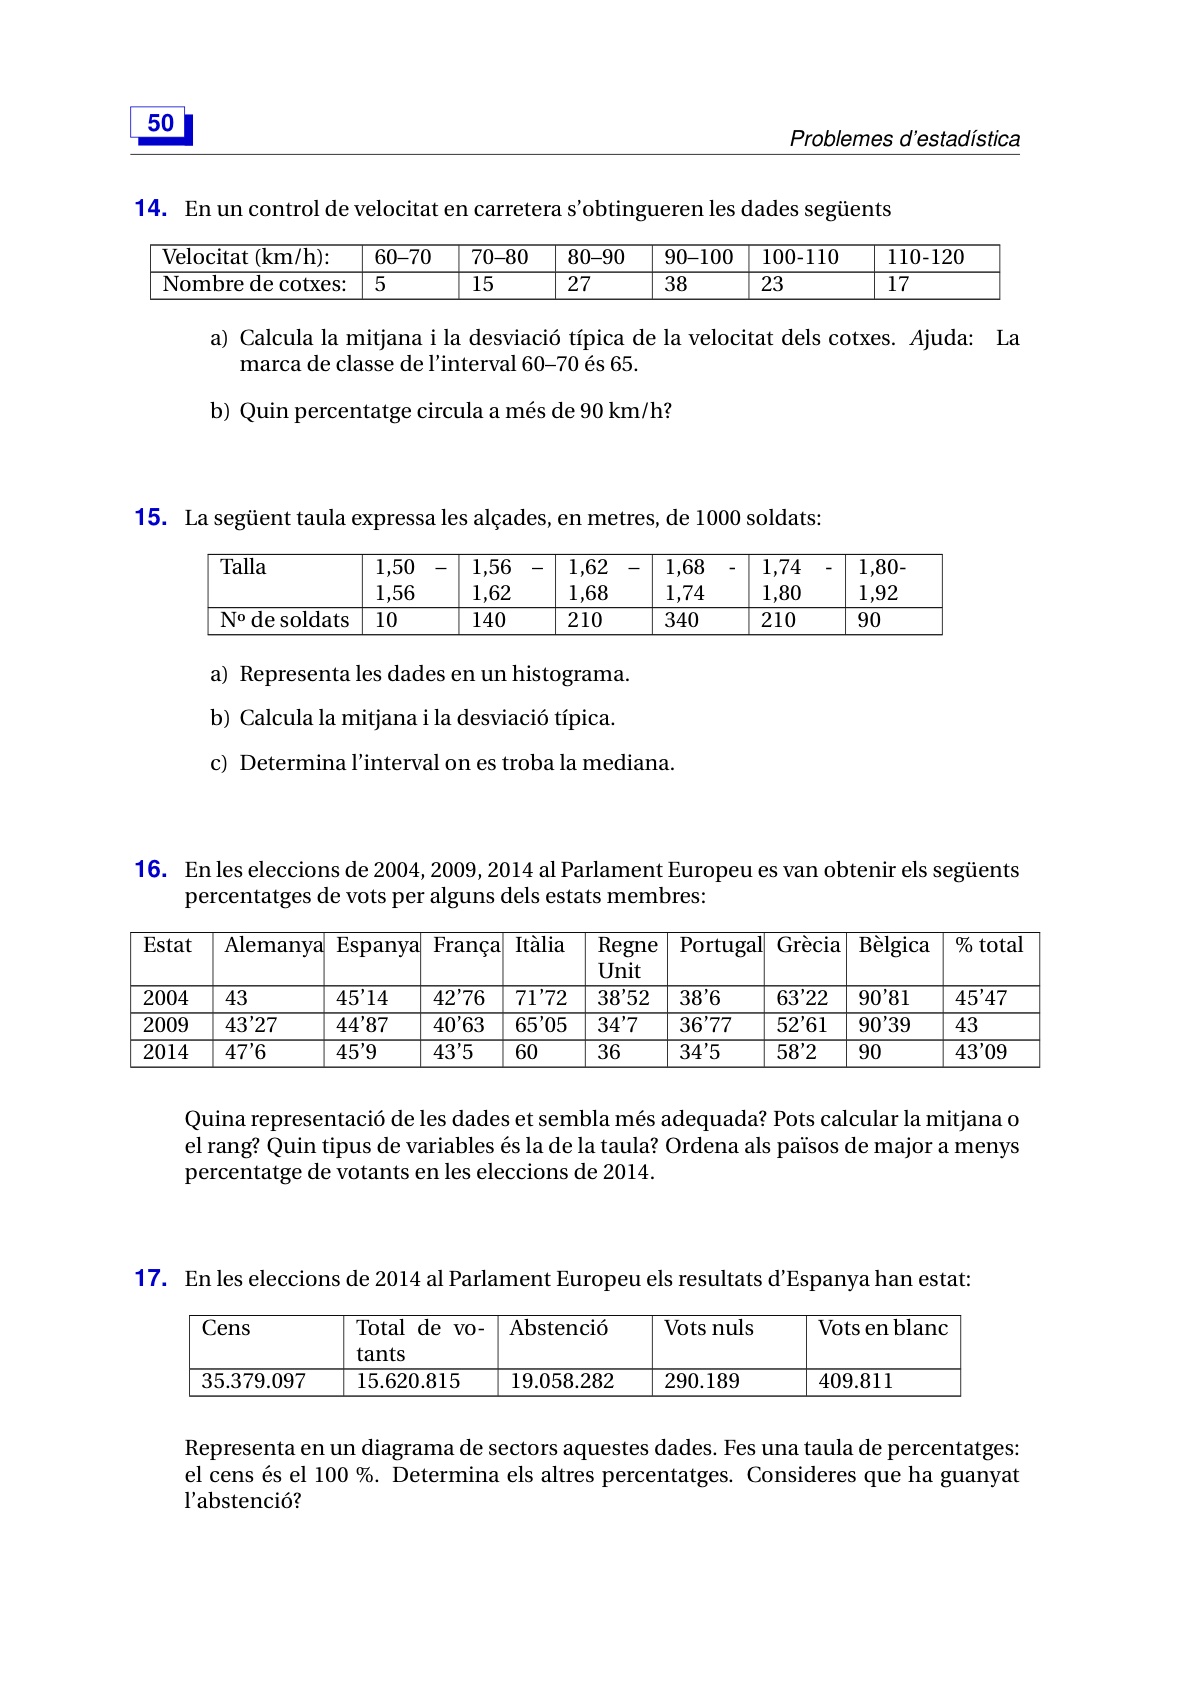 50
Problemes d'estadística
14. En un control de velocitat en carretera s'obtingueren les dades següents
Velocitat (km/h): 60–70 70–80 80–90 90–100 100-110 110-120
Nombre de cotxes: 5 15 27 38 23 17
a) Calcula la mitjana i la desviació típica de la velocitat dels cotxes. Ajuda: La
marca de classe de l'interval 60–70 és 65.
b) Quin percentatge circula a més de 90 km/h?
15. La següent taula expressa les alçades, en metres, de 1000 soldats:
Talla 1,50 – 1,56 – 1,62 – 1,68 - 1,74 - 1,80-
1,56 1,62 1,68 1,74 1,80 1,92
Nº de soldats 10 140 210 340 210 90
a) Representa les dades en un histograma.
b) Calcula la mitjana i la desviació típica.
c) Determina l'interval on es troba la mediana.
16. En les eleccions de 2004, 2009, 2014 al Parlament Europeu es van obtenir els següents
percentatges de vots per alguns dels estats membres:
Estat Alemanya Espanya França Itàlia Regne Portugal Grècia Bèlgica % total
Unit
2004 43 45'14 42'76 71'72 38'52 38'6 63'22 90'81 45'47
2009 43'27 44'87 40'63 65'05 34'7 36'77 52'61 90'39 43
2014 47'6 45'9 43'5 60 36 34'5 58'2 90 43'09
Quina representació de les dades et sembla més adequada? Pots calcular la mitjana o
el rang? Quin tipus de variables és la de la taula? Ordena als països de major a menys
percentatge de votants en les eleccions de 2014.
17. En les eleccions de 2014 al Parlament Europeu els resultats d'Espanya han estat:
Cens Total de vo- Abstenció Vots nuls Vots en blanc
tants
35.379.097 15.620.815 19.058.282 290.189 409.811
Representa en un diagrama de sectors aquestes dades. Fes una taula de percentatges:
el cens és el 100 %. Determina els altres percentatges. Consideres que ha guanyat
l'abstenció?